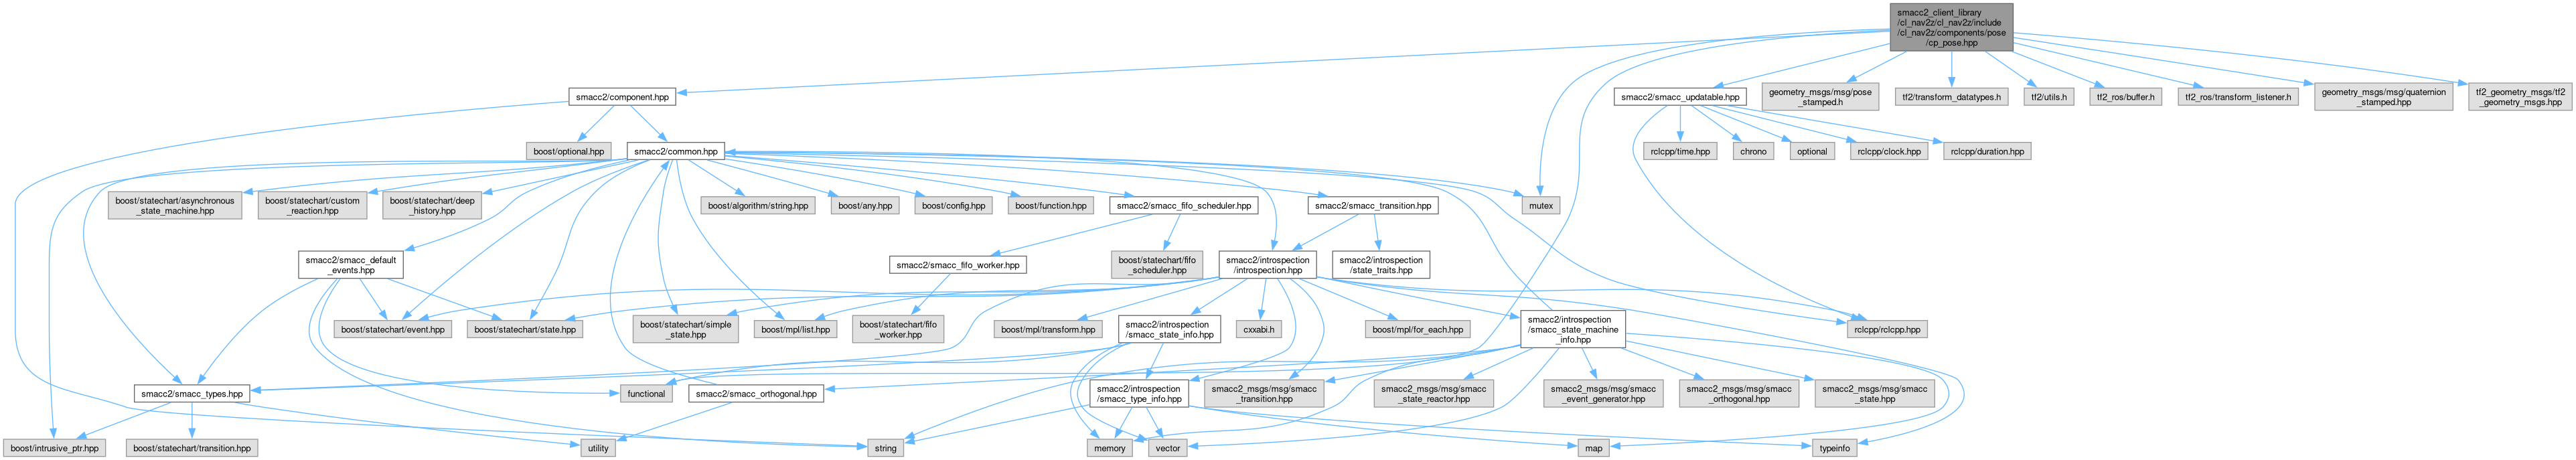 smacc2_client_library
/cl_nav2z/cl_nav2z/include
/cl_nav2z/components/pose
/cp_pose.hpp
smacc2/component.hpp
smacc2/smacc_updatable.hpp
geometry_msgs/msg/pose
_stamped.h
tf2/transform_datatypes.h
tf2/utils.h
tf2_ros/buffer.h
tf2_ros/transform_listener.h
geometry_msgs/msg/quaternion
_stamped.hpp
tf2_geometry_msgs/tf2
_geometry_msgs.hpp
boost/optional.hpp
smacc2/common.hpp
rclcpp/time.hpp
chrono
optional
rclcpp/clock.hpp
rclcpp/duration.hpp
boost/statechart/asynchronous
_state_machine.hpp
boost/statechart/custom
_reaction.hpp
boost/statechart/deep
_history.hpp
boost/algorithm/string.hpp
boost/any.hpp
boost/config.hpp
boost/function.hpp
smacc2/smacc_fifo_scheduler.hpp
smacc2/smacc_transition.hpp
mutex
smacc2/smacc_default
_events.hpp
smacc2/smacc_fifo_worker.hpp
boost/statechart/fifo
_scheduler.hpp
smacc2/introspection
/introspection.hpp
smacc2/introspection
/state_traits.hpp
boost/statechart/event.hpp
boost/statechart/state.hpp
boost/statechart/simple
_state.hpp
boost/mpl/list.hpp
boost/statechart/fifo
_worker.hpp
boost/mpl/transform.hpp
smacc2/introspection
/smacc_state_info.hpp
cxxabi.h
boost/mpl/for_each.hpp
smacc2/introspection
/smacc_state_machine
_info.hpp
rclcpp/rclcpp.hpp
smacc2/smacc_types.hpp
functional
smacc2/smacc_orthogonal.hpp
smacc2/introspection
/smacc_type_info.hpp
smacc2_msgs/msg/smacc
_transition.hpp
smacc2_msgs/msg/smacc
_state_reactor.hpp
smacc2_msgs/msg/smacc
_event_generator.hpp
smacc2_msgs/msg/smacc
_orthogonal.hpp
smacc2_msgs/msg/smacc
_state.hpp
boost/intrusive_ptr.hpp
boost/statechart/transition.hpp
utility
string
memory
vector
map
typeinfo